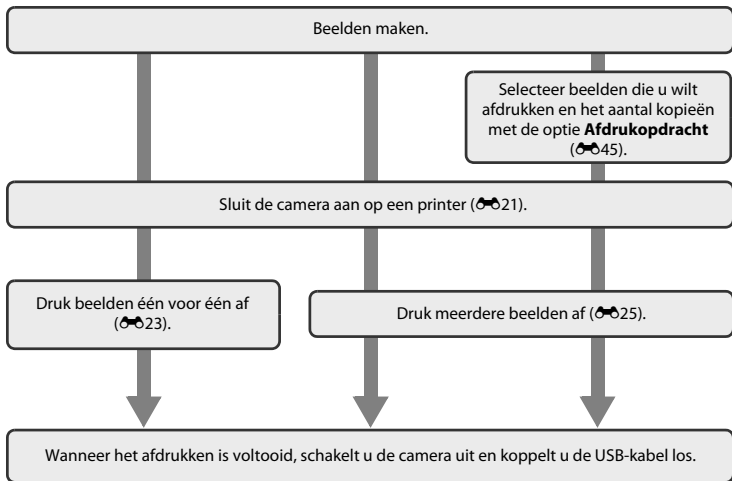 Beelden maken.
Selecteer beelden die u wilt
afdrukken en het aantal kopieën
met de optie Afdrukopdracht
(45).
Sluit de camera aan op een printer (21).
Druk beelden één voor één af
(23).
Druk meerdere beelden af (25).
Wanneer het afdrukken is voltooid, schakelt u de camera uit en koppelt u de USB-kabel los.